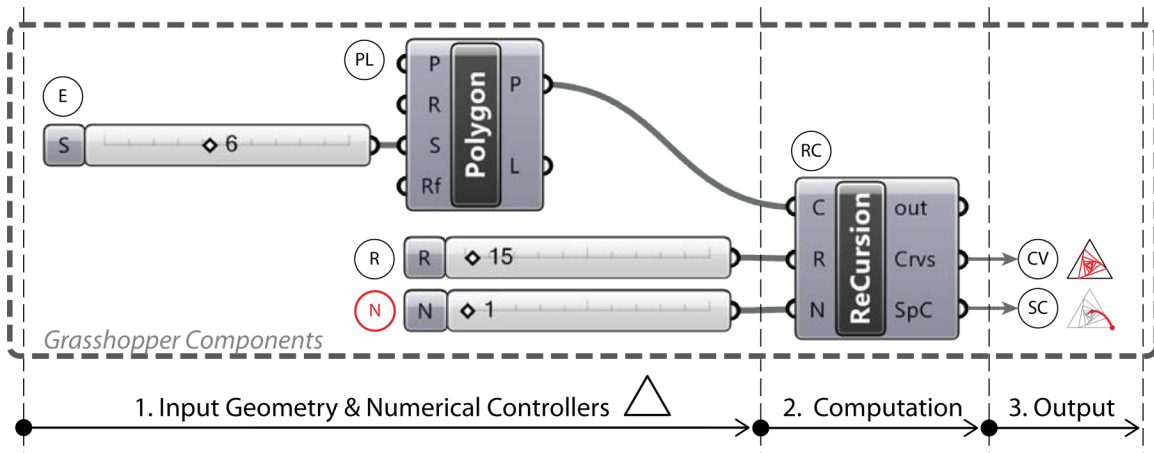 E
S
6
PL
P
R
S
Rf
Polygon
P
L
R
R
15
N
N
1
RC
C
R
N
ReCursion
out
Crvs
SpC
CV
SC
Grasshopper Components
1. Input Geometry & Numerical Controllers
2. Computation
3. Output